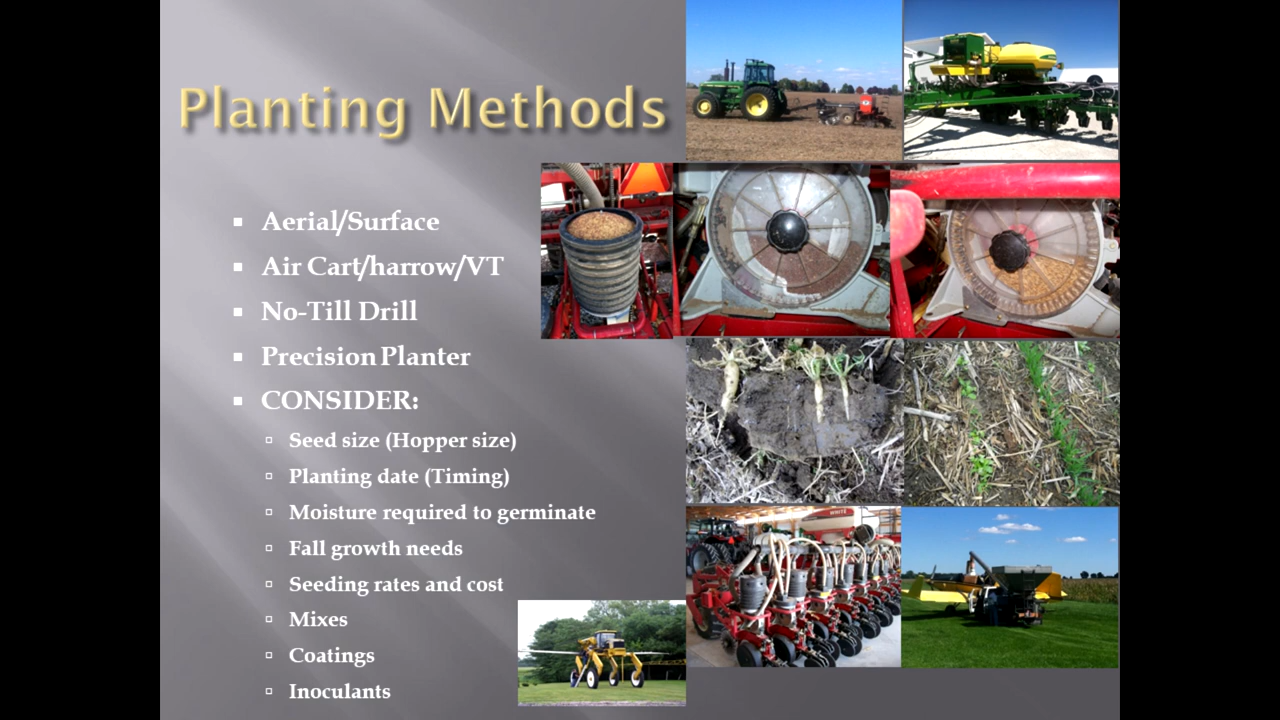 Planting Methods
Aerial/Surface
Air Cart/harrow/VT
No-Till Drill
Precision Planter
CONSIDER:
Seed size (Hopper size)
Planting date (Timing)
Moisture required to germinate
Fall growth needs
Seeding rates and cost
Mixes
Coatings
Inoculants
WHITE